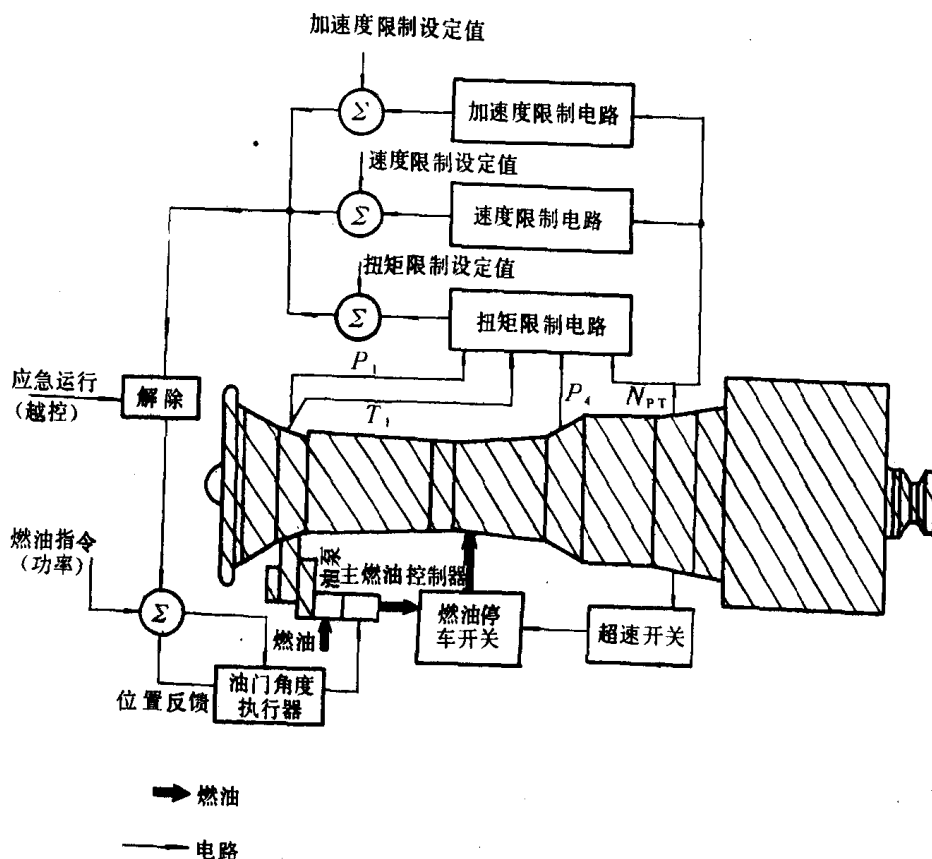 加速度限制设定值
Σ
加速度限制电路
速度限制设定值
Σ
速度限制电路
扭矩限制设定值
Σ
扭矩限制电路
P₁
应急运行
(越控)
解除
T₁
P₄
N_PT
燃油指令
(功率)
Σ
油泵
主燃油控制器
燃油
燃油停
车开关
超速开关
位置反馈
油门角度
执行器
燃油
电路